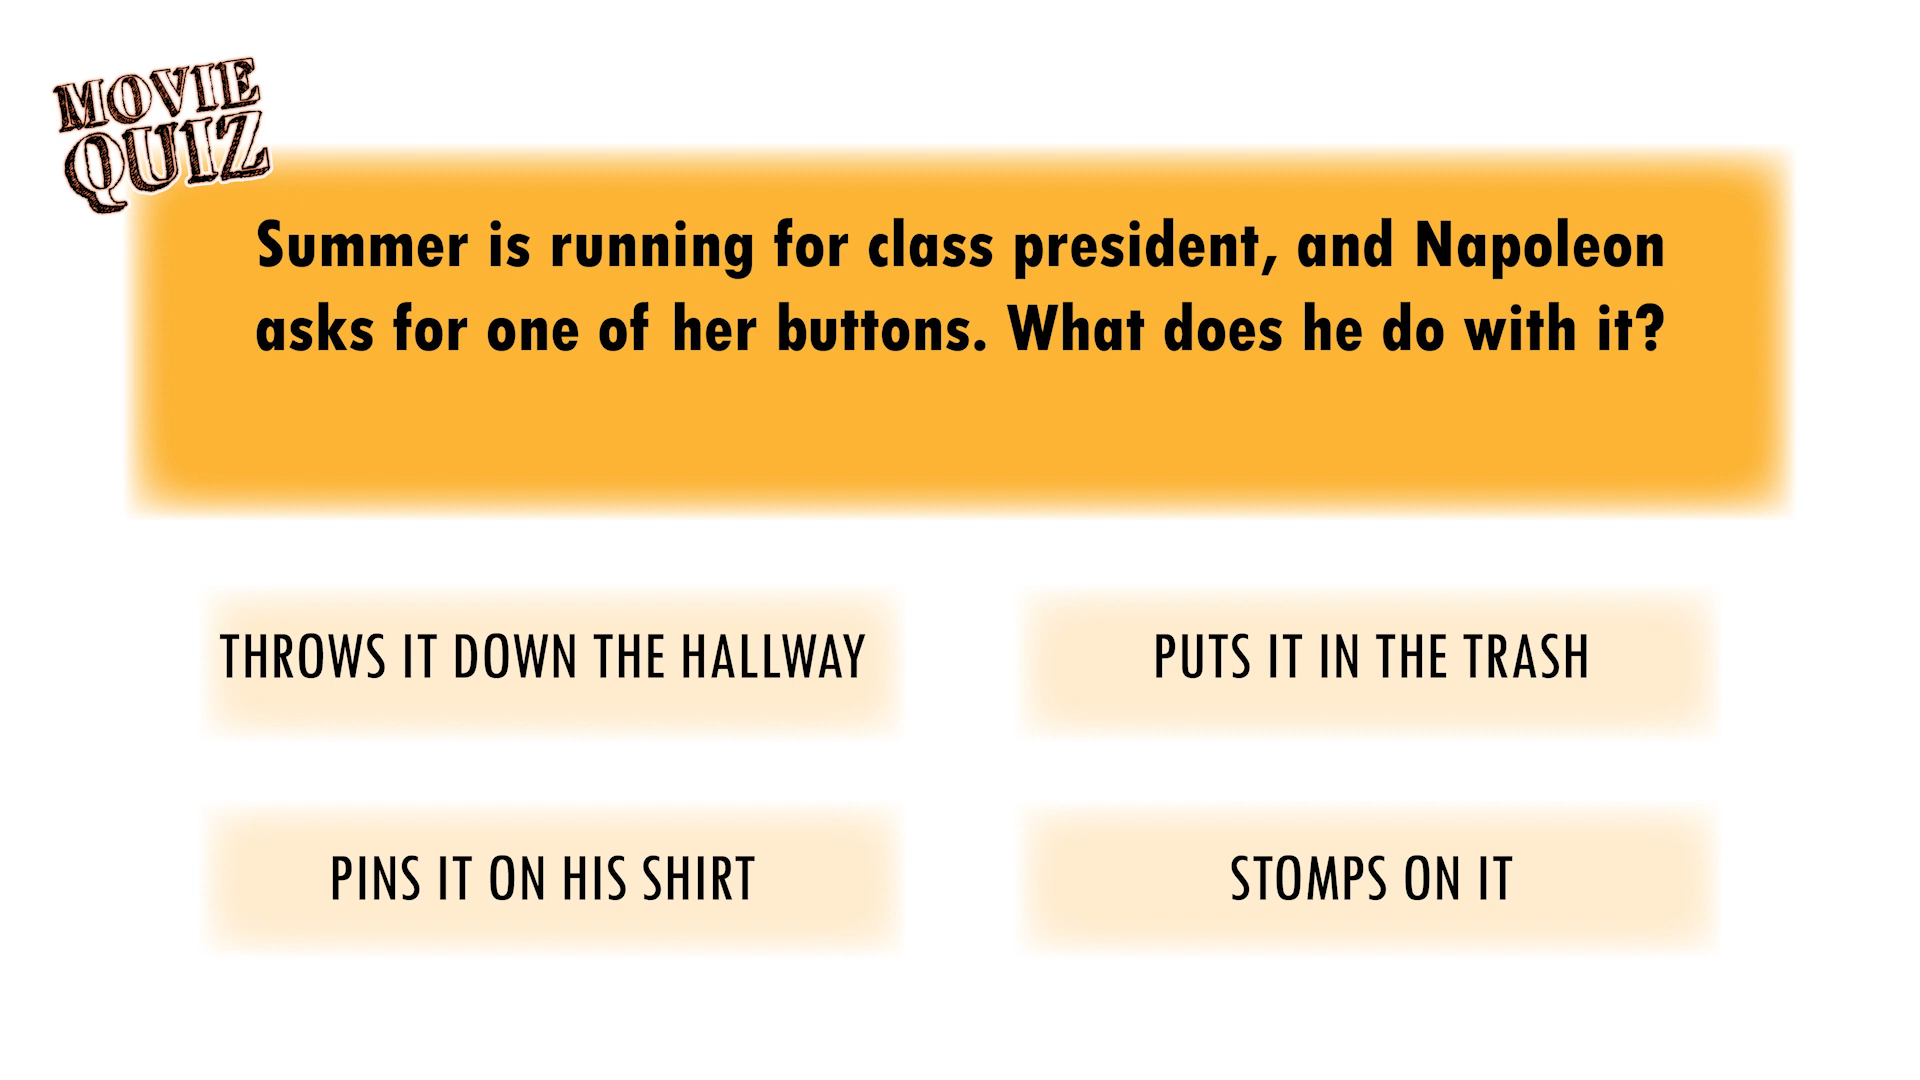 MOVIE
QUIZ
Summer is running for class president, and Napoleon
asks for one of her buttons. What does he do with it?
THROWS IT DOWN THE HALLWAY
PUTS IT IN THE TRASH
PINS IT ON HIS SHIRT
STOMPS ON IT